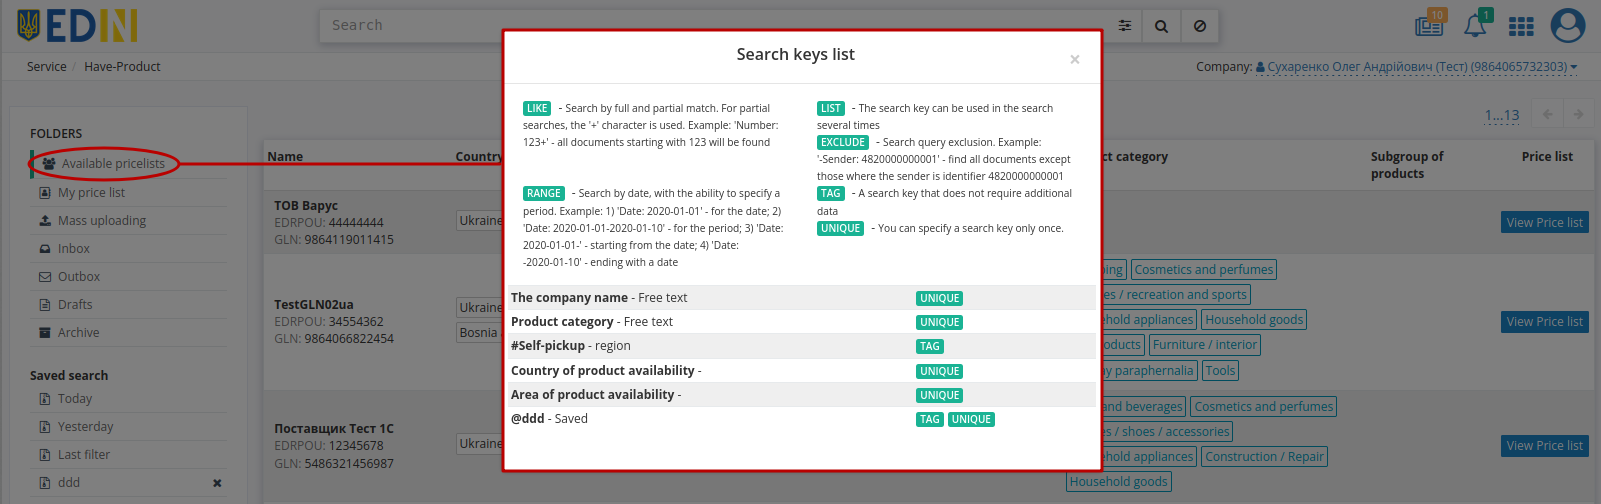 EDIN
Search
10
1
Service / Have-Product
Company: Сухаренко Олег Андрійович (Тест) (9864065732303)
FOLDERS
Available pricelists
My price list
Mass uploading
Inbox
Outbox
Drafts
Archive
Saved search
Today
Yesterday
Last filter
ddd
1...13
Name
Country
ct category
Subgroup of
products
Price list
ТОВ Варус
EDRPOU: 44444444
GLN: 9864119011415
Ukraine
View Price list
TestGLN02ua
EDRPOU: 34554362
GLN: 9864066822454
Ukraine
Bosnia
ing
Cosmetics and perfumes
es / recreation and sports
hold appliances
Household goods
oducts
Furniture / interior
y paraphernalia
Tools
View Price list
Поставщик Тест 1С
EDRPOU: 12345678
GLN: 5486321456987
Ukraine
and beverages
Cosmetics and perfumes
es / shoes / accessories
hold appliances
Construction / Repair
Household goods
View Price list
Search keys list
×
LIKE - Search by full and partial match. For partial
searches, the '+' character is used. Example: 'Number:
123+' - all documents starting with 123 will be found
LIST - The search key can be used in the search
several times
EXCLUDE - Search query exclusion. Example:
'-Sender: 4820000000001' - find all documents except
those where the sender is identifier 4820000000001
RANGE - Search by date, with the ability to specify a
period. Example: 1) 'Date: 2020-01-01' - for the date; 2)
'Date: 2020-01-01-2020-01-10' - for the period; 3) 'Date:
2020-01-01-' - starting from the date; 4) 'Date:
-2020-01-10' - ending with a date
TAG - A search key that does not require additional
data
UNIQUE - You can specify a search key only once.
The company name - Free text UNIQUE
Product category - Free text UNIQUE
#Self-pickup - region TAG
Country of product availability - UNIQUE
Area of product availability - UNIQUE
@ddd - Saved TAG UNIQUE